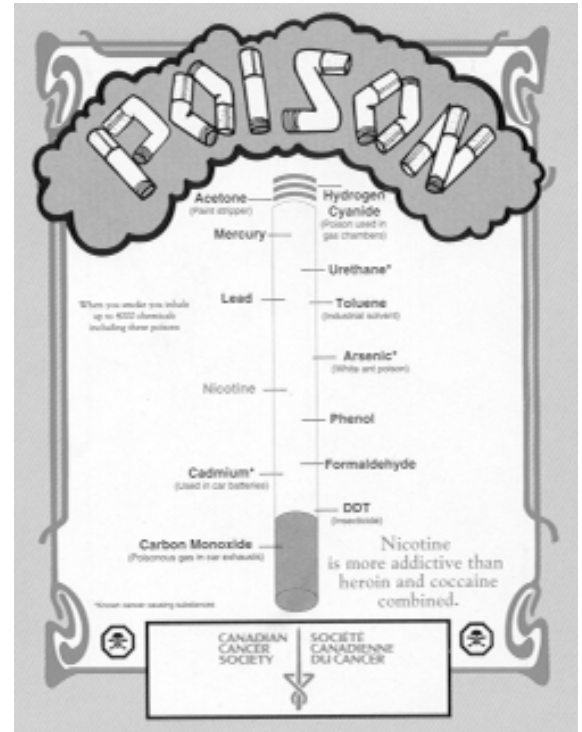 POISON
Acetone
(Paint stripper)
Hydrogen
Cyanide
(Poison used in
gas chambers)
Mercury
Urethane*
When you smoke you inhale
up to 4000 chemicals
including these poisons
Lead
Toluene
(Industrial solvent)
Arsenic*
(White ant poison)
Nicotine
Phenol
Formaldehyde
Cadmium*
(Used in car batteries)
DDT
(Insecticide)
Carbon Monoxide
(Poisonous gas in car exhausts)
Nicotine
is more addictive than
heroin and coccaine
combined.
*Known cancer causing substances
CANADIAN
CANCER
SOCIETY
SOCIÉTÉ
CANADIENNE
DU CANCER